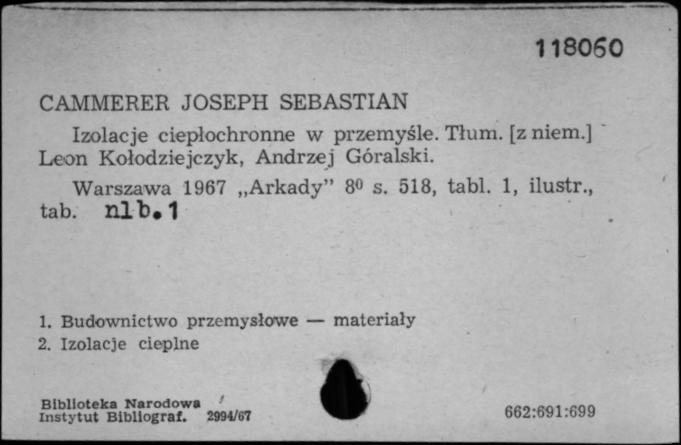 118060
CAMMERER JOSEPH SEBASTIAN
Izolacje ciepłochronne w przemyśle. Tłum. [z niem.]
Leon Kołodziejczyk, Andrzej Góralski.
Warszawa 1967 „Arkady” 8⁰ s. 518, tabl. 1, ilustr.,
tab. nlb.1
1. Budownictwo przemysłowe — materiały
2. Izolacje cieplne
Biblioteka Narodowa
Instytut Bibliograf. 2994/67
662:691:699